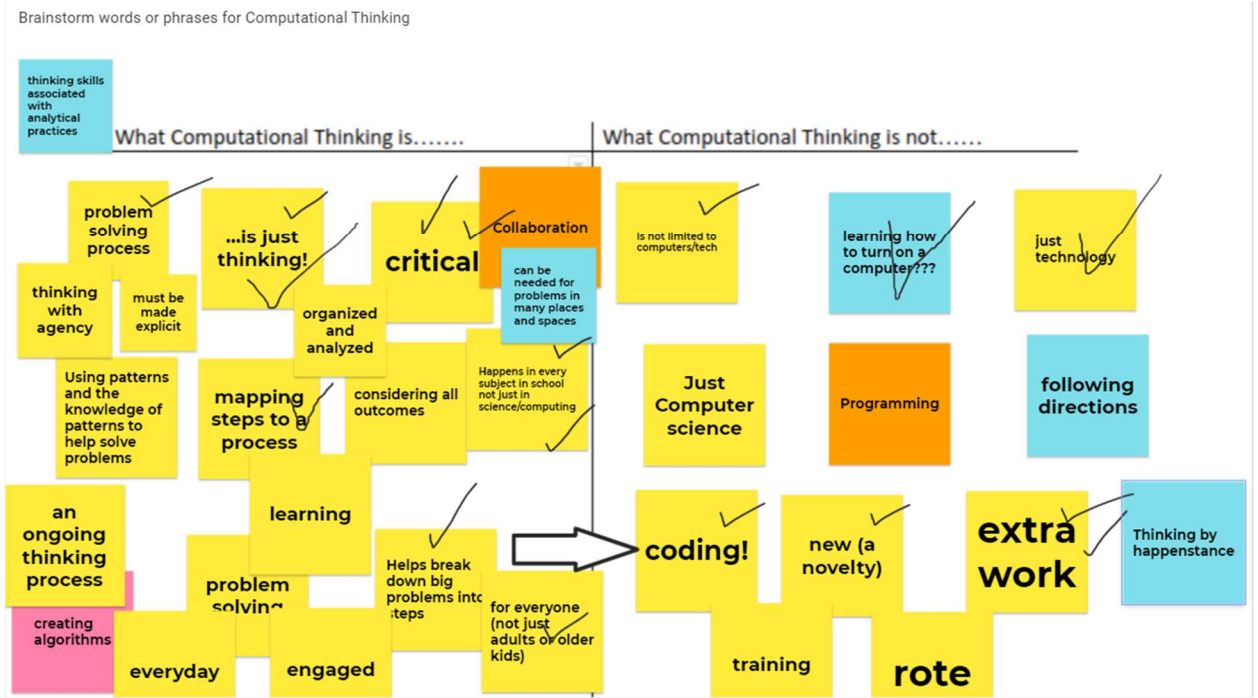 Brainstorm words or phrases for Computational Thinking
thinking skills
associated
with
analytical
practices
What Computational Thinking is.......
What Computational Thinking is not......
problem
solving
process
...is just
thinking!
critical
Collaboration
can be
needed for
problems in
many places
and spaces
thinking
with
agency
must be
made
explicit
organized
and
analyzed
Using patterns
and the
knowledge of
patterns to
help solve
problems
mapping
steps to a
process
considering all
outcomes
Happens in every
subject in school
not just in
science/computing
an
ongoing
thinking
process
learning
problem
solving
Helps break
down big
problems into
steps
for everyone
(not just
adults or older
kids)
creating
algorithms
everyday
engaged
Is not limited to
computers/tech
learning how
to turn on a
computer???
just
technology
Just
Computer
science
Programming
following
directions
coding!
new (a
novelty)
extra
work
Thinking by
happenstance
training
rote